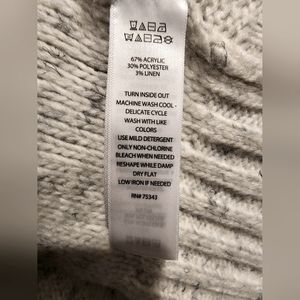 67% ACRYLIC
30% POLYESTER
3% LINEN
TURN INSIDE OUT
MACHINE WASH COOL -
DELICATE CYCLE
WASH WITH LIKE
COLORS
USE MILD DETERGENT
ONLY NON-CHLORINE
BLEACH WHEN NEEDED
RESHAPE WHILE DAMP
DRY FLAT
LOW IRON IF NEEDED
RN# 75343